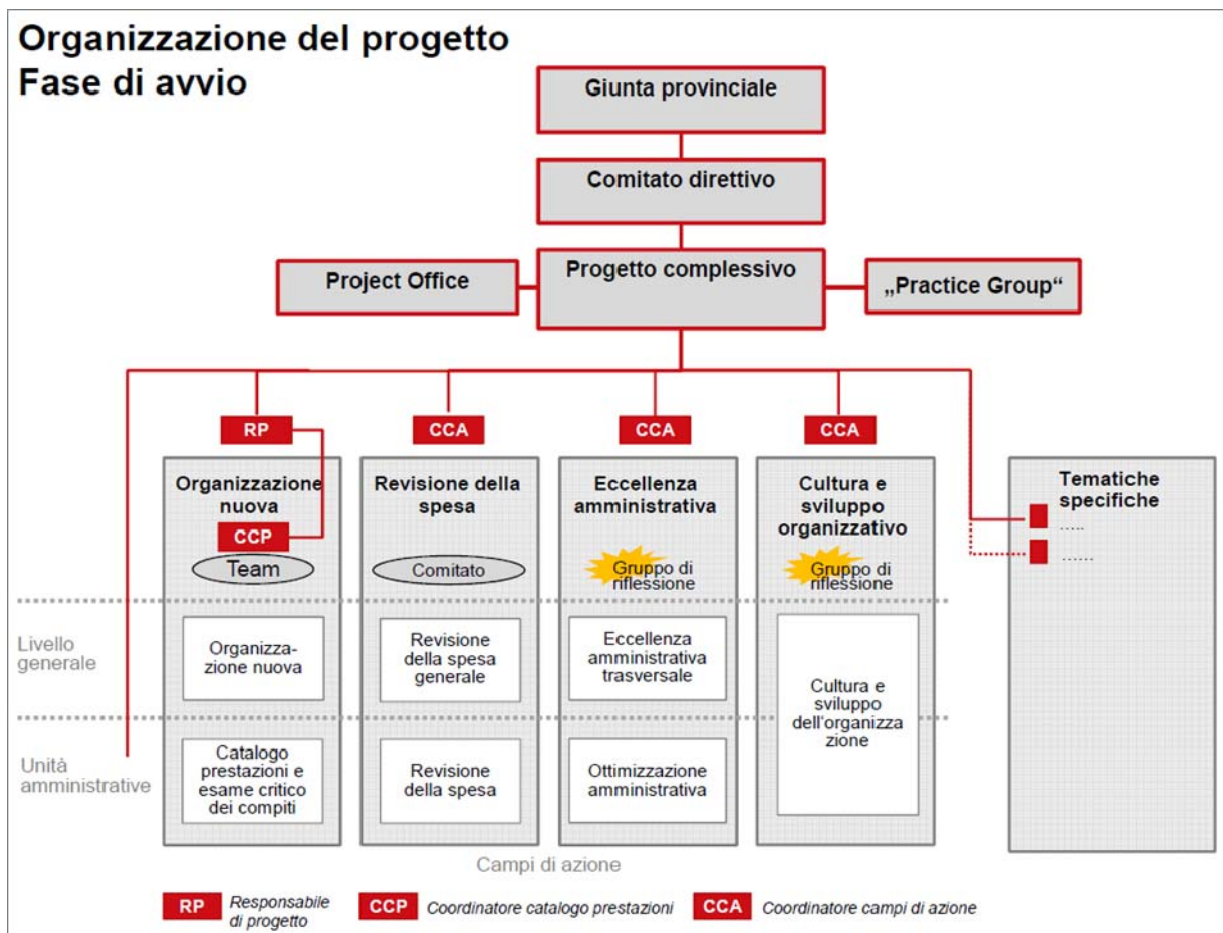 Organizzazione del progetto
Fase di avvio
Giunta provinciale
Comitato direttivo
Project Office
Progetto complessivo
„Practice Group“
RP
CCA
CCA
CCA
Organizzazione
nuova
CCP
Team
Revisione della
spesa
Comitato
Eccellenza
amministrativa
Gruppo di
riflessione
Cultura e
sviluppo
organizzativo
Gruppo di
riflessione
Tematiche
specifiche
.....
......
Livello
generale
Organizza-
zione nuova
Revisione
della spesa
generale
Eccellenza
amministrativa
trasversale
Cultura e
sviluppo
dell'organizza
zione
Unità
amministrative
Catalogo
prestazioni e
esame critico
dei compiti
Revisione
della spesa
Ottimizzazione
amministrativa
Campi di azione
RP
Responsabile
di progetto
CCP
Coordinatore catalogo prestazioni
CCA
Coordinatore campi di azione